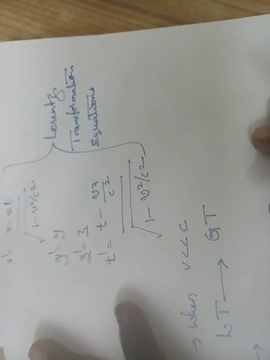 x' = x - vt / √1 - v²/c²
y' = y
z' = z
t' = t - vx/c² / √1 - v²/c²
Lorentz
Transformation
Equations
→ When v<<c
LT → GT